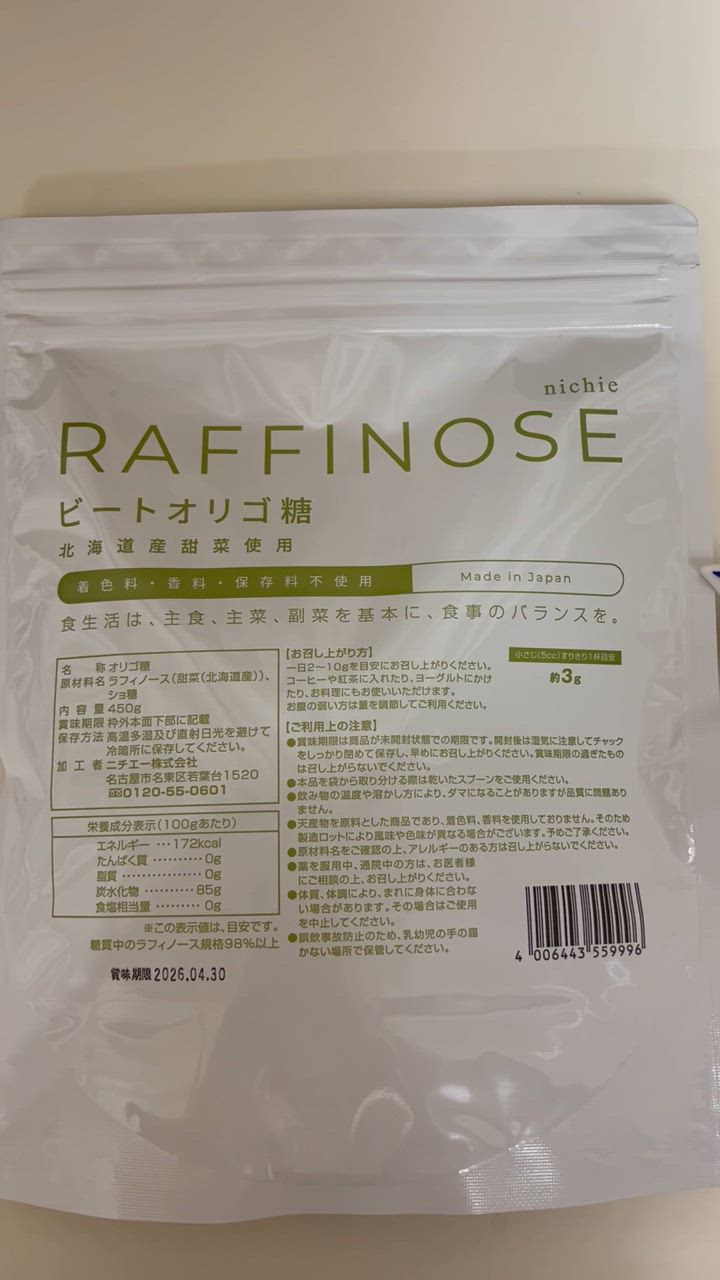 nichie
RAFFINOSE
ビートオリゴ糖
北海道産甜菜使用
着色料・香料・保存料不使用
Made in Japan
食生活は、主食、主菜、副菜を基本に、食事のバランスを。
名　称 オリゴ糖
原材料名 ラフィノース(甜菜(北海道産))、
ショ糖
内容量 450g
賞味期限 枠外本面下部に記載
保存方法 高温多湿及び直射日光を避けて
冷暗所に保存してください。
加工者 ニチエー株式会社
名古屋市名東区若葉台1520
0120-55-0601
栄養成分表示(100gあたり)
エネルギー…172kcal
たんぱく質………0g
脂質……………0g
炭水化物………85g
食塩相当量………0g
※この表示値は、目安です。
糖質中のラフィノース規格98%以上
賞味期限 2026.04.30
【お召し上がり方】
一日2〜10gを目安にお召し上がりください。
コーヒーや紅茶に入れたり、ヨーグルトにかけ
たり、お料理にもお使いいただけます。
お腹の弱い方は量を調節してご利用ください。
小さじ(5cc)すりきり1杯目安
約3g
【ご利用上の注意】
●賞味期限は商品が未開封状態での期限です。開封後は湿気に注意してチャック
をしっかり閉めて保存し、早めにお召し上がりください。賞味期限の過ぎたもの
は召し上がらないでください。
●本品を袋から取り分ける際は乾いたスプーンをご使用ください。
●飲み物の温度や溶かし方により、ダマになることがありますが品質に問題あり
ません。
●天産物を原料とした商品であり、着色料、香料を使用しておりません。そのため
製造ロットにより風味や色味が異なる場合がございます。予めご了承ください。
●原材料名をご確認の上、アレルギーのある方は召し上がらないでください。
●薬を服用中、通院中の方は、お医者様
にご相談の上、お召し上がりください。
●体質、体調により、まれに身体に合わな
い場合があります。その場合はご使用
を中止してください。
●誤飲事故防止のため、乳幼児の手の届
かない場所で保管してください。
4 006443 559996